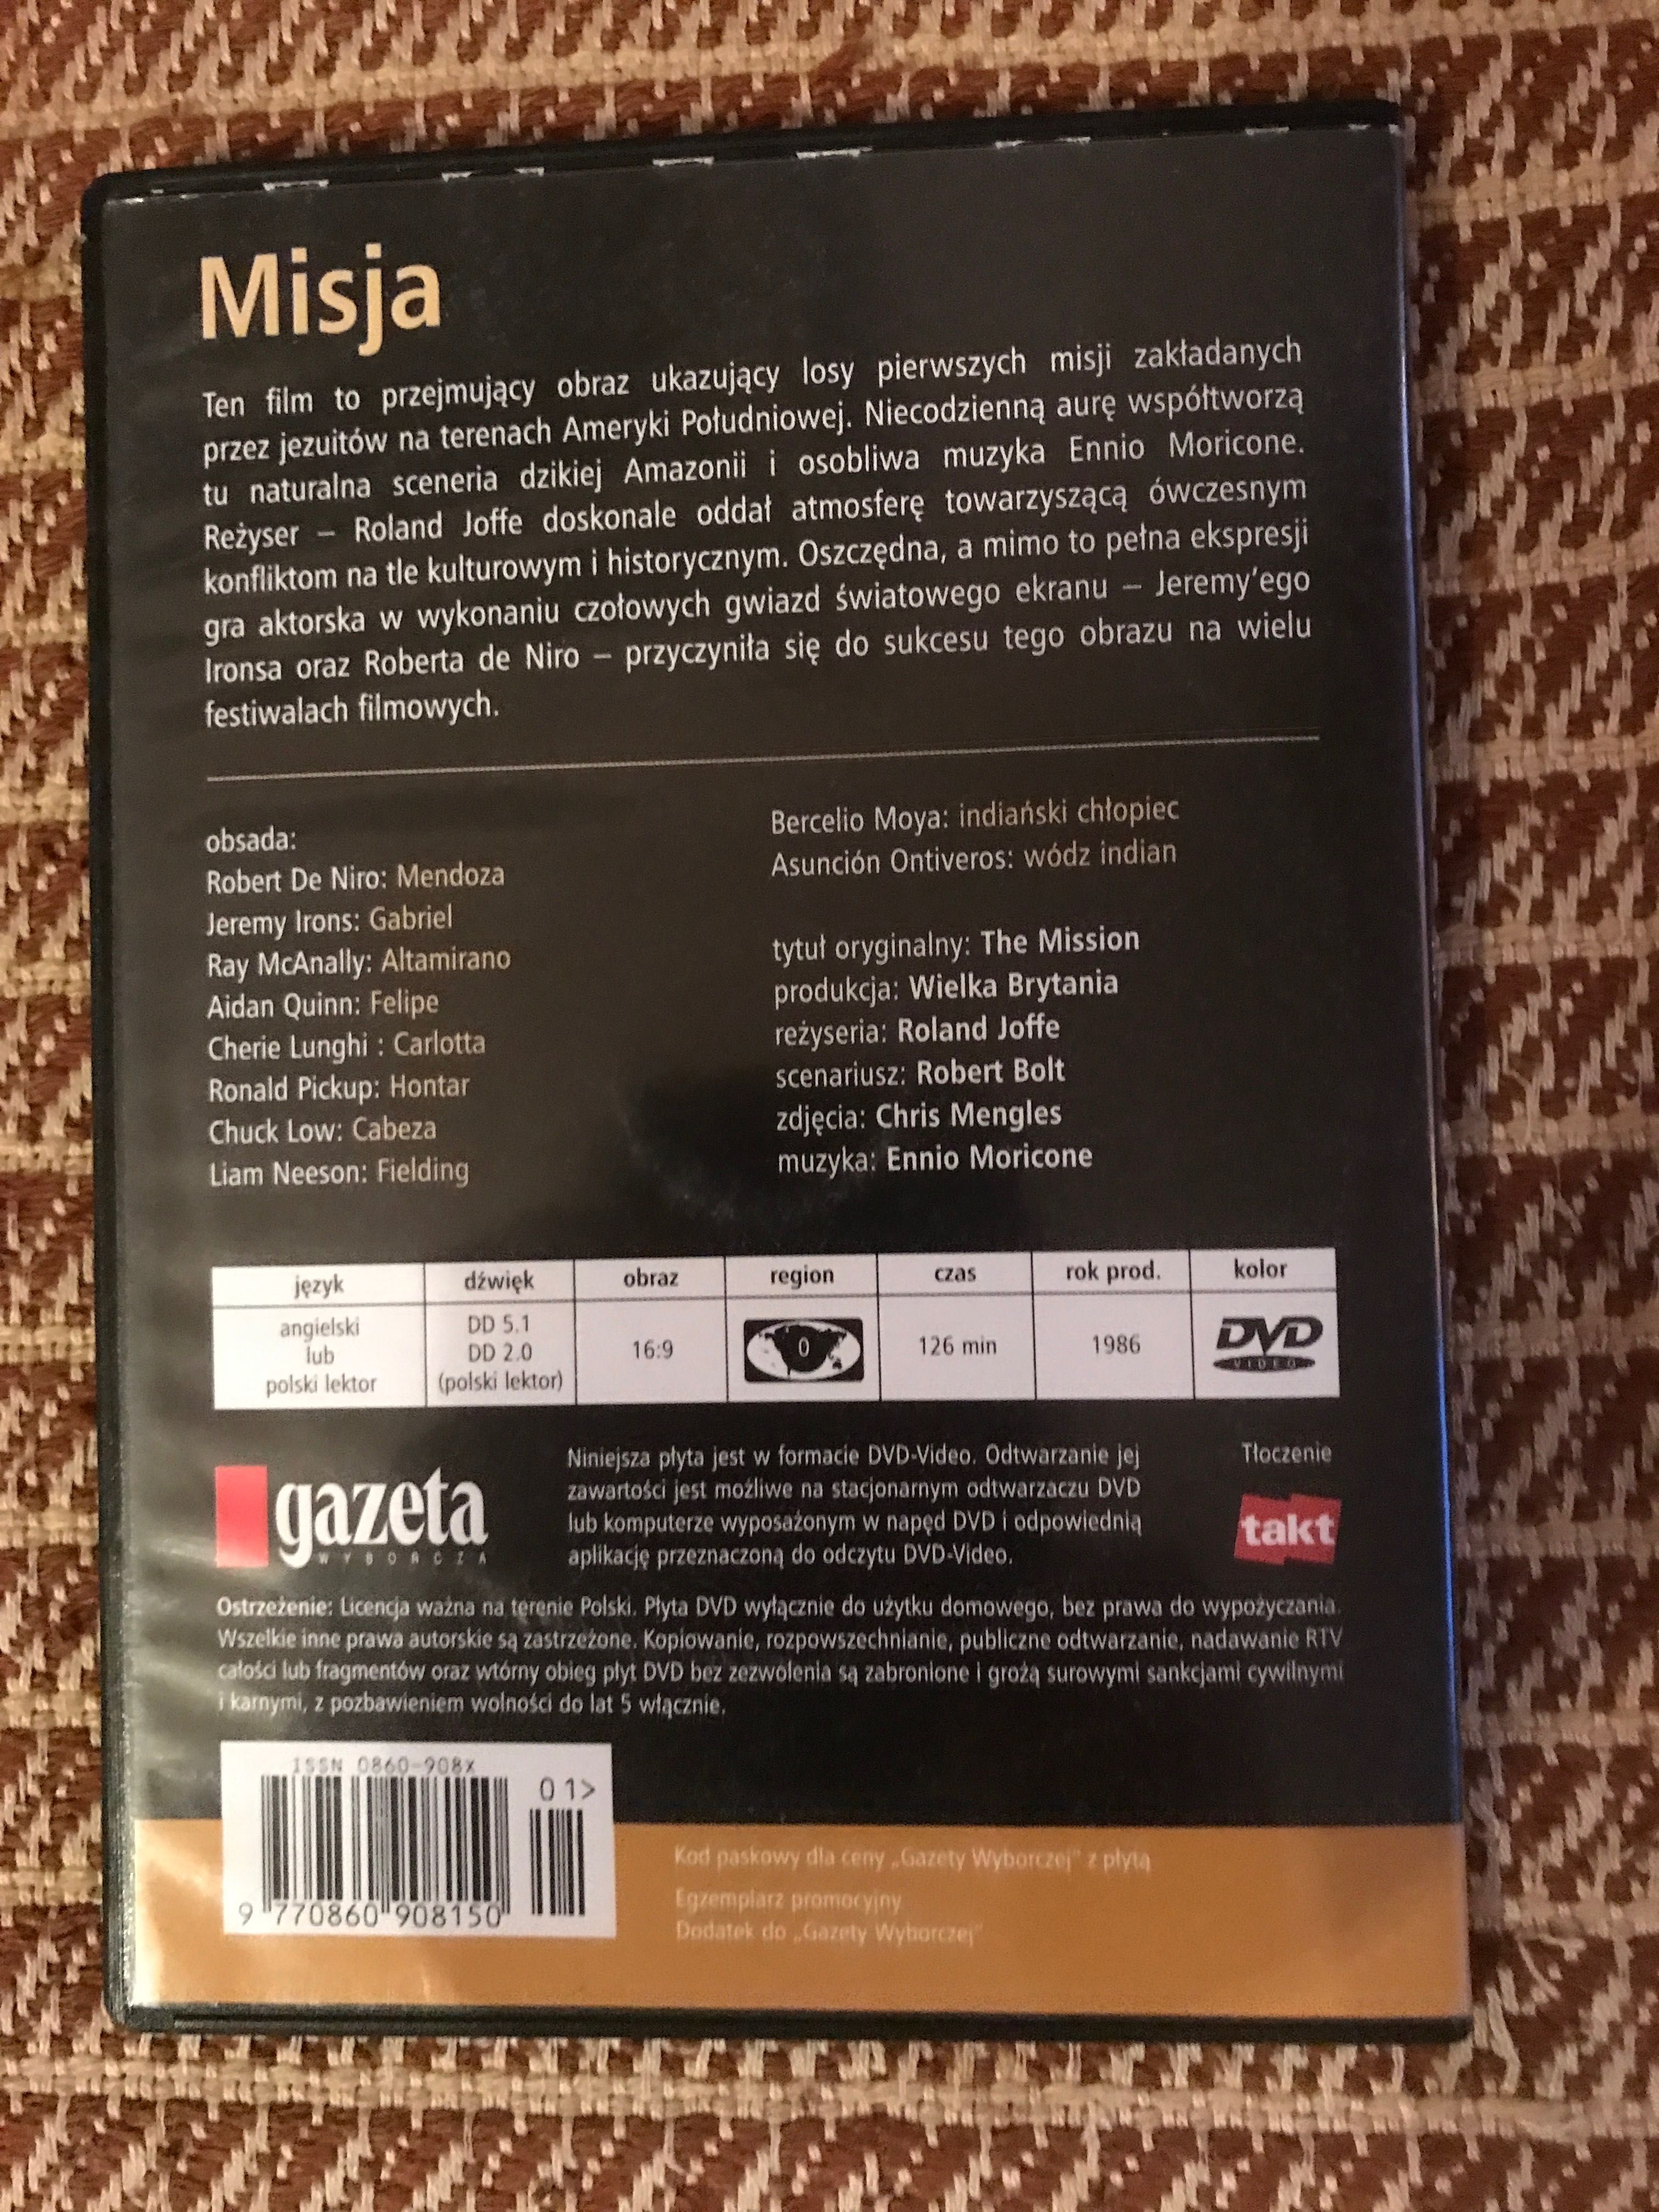 Misja
Ten film to przejmujący obraz ukazujący losy pierwszych misji zakładanych
przez jezuitów na terenach Ameryki Południowej. Niecodzienną aurę współtworzą
tu naturalna sceneria dzikiej Amazonii i osobliwa muzyka Ennio Moricone.
Reżyser – Roland Joffe doskonale oddał atmosferę towarzyszącą ówczesnym
konfliktom na tle kulturowym i historycznym. Oszczędna, a mimo to pełna ekspresji
gra aktorska w wykonaniu czołowych gwiazd światowego ekranu – Jeremy'ego
Ironsa oraz Roberta de Niro – przyczyniła się do sukcesu tego obrazu na wielu
festiwalach filmowych.
obsada:
Robert De Niro: Mendoza
Jeremy Irons: Gabriel
Ray McAnally: Altamirano
Aidan Quinn: Felipe
Cherie Lunghi : Carlotta
Ronald Pickup: Hontar
Chuck Low: Cabeza
Liam Neeson: Fielding
Bercelio Moya: indiański chłopiec
Asunción Ontiveros: wódz indian
tytuł oryginalny: The Mission
produkcja: Wielka Brytania
reżyseria: Roland Joffe
scenariusz: Robert Bolt
zdjęcia: Chris Mengles
muzyka: Ennio Moricone
język dźwięk obraz region czas rok prod. kolor
angielski
lub
polski lektor
DD 5.1
DD 2.0
(polski lektor)
16:9
0
126 min
1986
DVD
VIDEO
gazeta
WYBORCZA
Niniejsza płyta jest w formacie DVD-Video. Odtwarzanie jej
zawartości jest możliwe na stacjonarnym odtwarzaczu DVD
lub komputerze wyposażonym w napęd DVD i odpowiednią
aplikację przeznaczoną do odczytu DVD-Video.
Tłoczenie
takt
Ostrzeżenie: Licencja ważna na terenie Polski. Płyta DVD wyłącznie do użytku domowego, bez prawa do wypożyczania.
Wszelkie inne prawa autorskie są zastrzeżone. Kopiowanie, rozpowszechnianie, publiczne odtwarzanie, nadawanie RTV
całości lub fragmentów oraz wtórny obieg płyt DVD bez zezwolenia są zabronione i grożą surowymi sankcjami cywilnymi
i karnymi, z pozbawieniem wolności do lat 5 włącznie.
ISSN 0860-908X
01>
9 770860 908150
Kod paskowy dla ceny „Gazety Wyborczej" z płytą
Egzemplarz promocyjny
Dodatek do „Gazety Wyborczej"